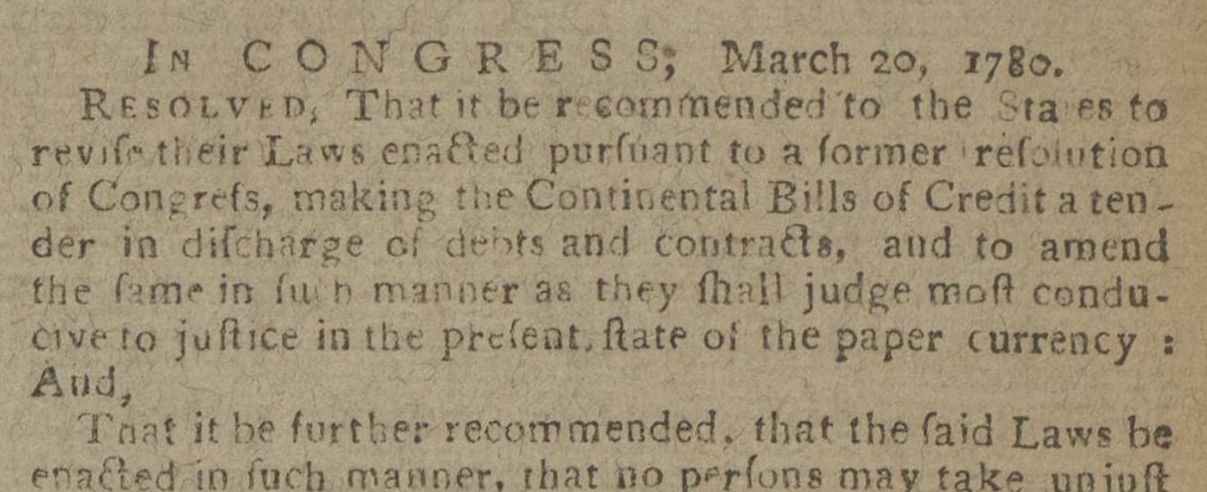 In CONGRESS, March 20, 1780.
RESOLVED, That it be recommended to the States to
reviſe their Laws enacted purſuant to a former reſolution
of Congreſs, making the Continental Bills of Credit a ten-
der in diſcharge of debts and contracts, and to amend
the ſame in ſuch manner as they ſhall judge moſt condu-
cive to juſtice in the preſent ſtate of the paper currency :
And,
That it be further recommended, that the ſaid Laws be
enacted in ſuch manner, that no perſons may take unjuſt